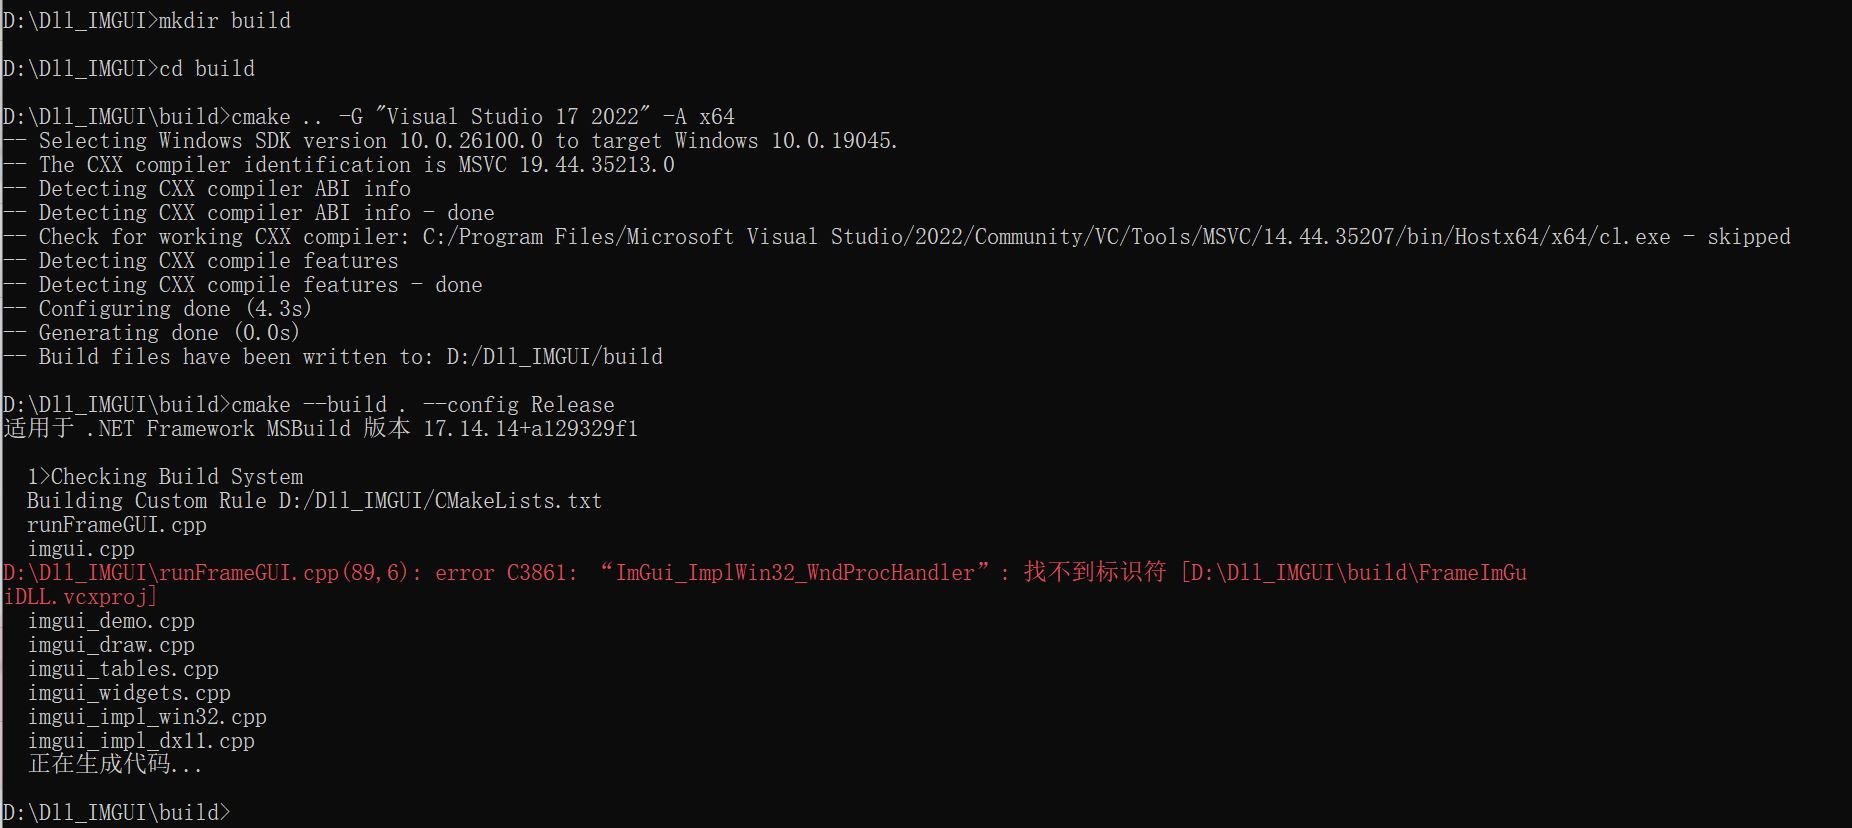 D:\Dll_IMGUI>mkdir build
D:\Dll_IMGUI>cd build
D:\Dll_IMGUI\build>cmake .. -G "Visual Studio 17 2022" -A x64
-- Selecting Windows SDK version 10.0.26100.0 to target Windows 10.0.19045.
-- The CXX compiler identification is MSVC 19.44.35213.0
-- Detecting CXX compiler ABI info
-- Detecting CXX compiler ABI info - done
-- Check for working CXX compiler: C:/Program Files/Microsoft Visual Studio/2022/Community/VC/Tools/MSVC/14.44.35207/bin/Hostx64/x64/cl.exe - skipped
-- Detecting CXX compile features
-- Detecting CXX compile features - done
-- Configuring done (4.3s)
-- Generating done (0.0s)
-- Build files have been written to: D:/Dll_IMGUI/build
D:\Dll_IMGUI\build>cmake --build . --config Release
适用于 .NET Framework MSBuild 版本 17.14.14+a129329f1
1>Checking Build System
Building Custom Rule D:/Dll_IMGUI/CMakeLists.txt
runFrameGUI.cpp
imgui.cpp
D:\Dll_IMGUI\runFrameGUI.cpp(89,6): error C3861: “ImGui_ImplWin32_WndProcHandler”: 找不到标识符 [D:\Dll_IMGUI\build\FrameImGu
iDLL.vcxproj]
imgui_demo.cpp
imgui_draw.cpp
imgui_tables.cpp
imgui_widgets.cpp
imgui_impl_win32.cpp
imgui_impl_dx11.cpp
正在生成代码...
D:\Dll_IMGUI\build>